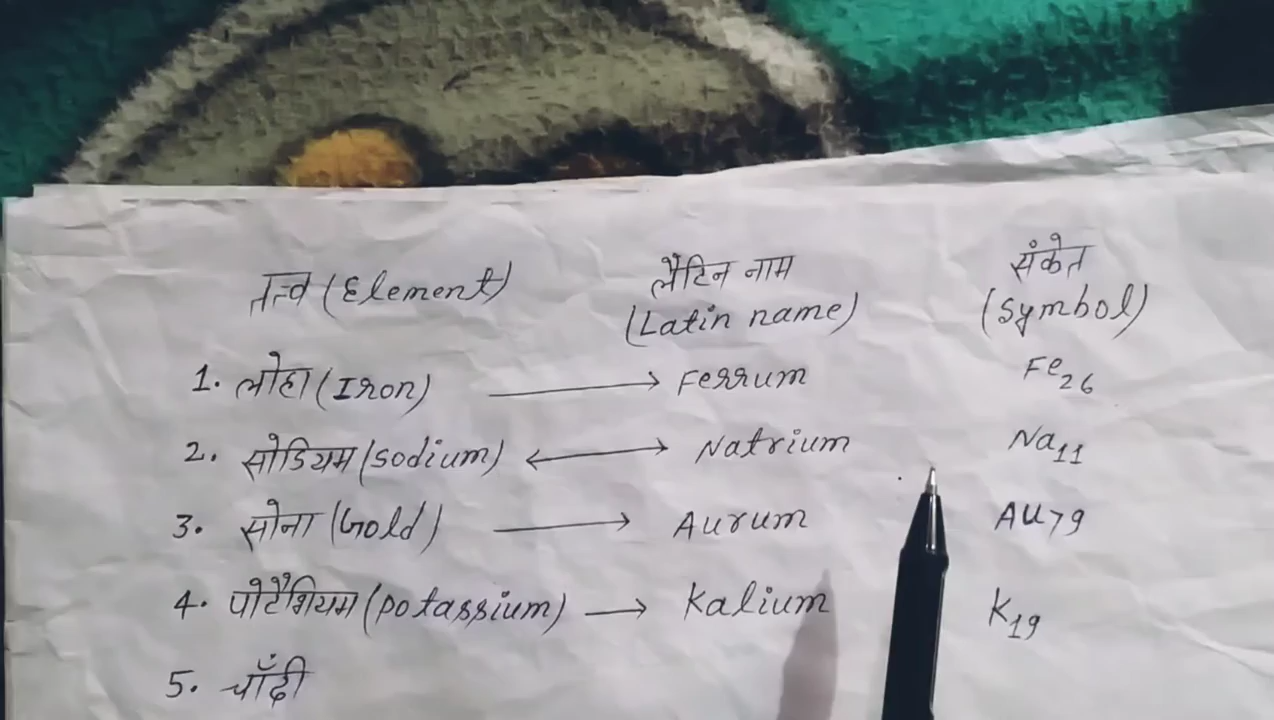 तत्व (Element) लैटिन नाम संकेत
(Latin name) (Symbol)
1. लोहा (Iron) → Ferrum Fe₂₆
2. सोडियम (Sodium) ↔ Natrium Na₁₁
3. सोना (Gold) → Aurum Au₇₉
4. पोटैशियम (Potassium) → Kalium K₁₉
5. चाँदी